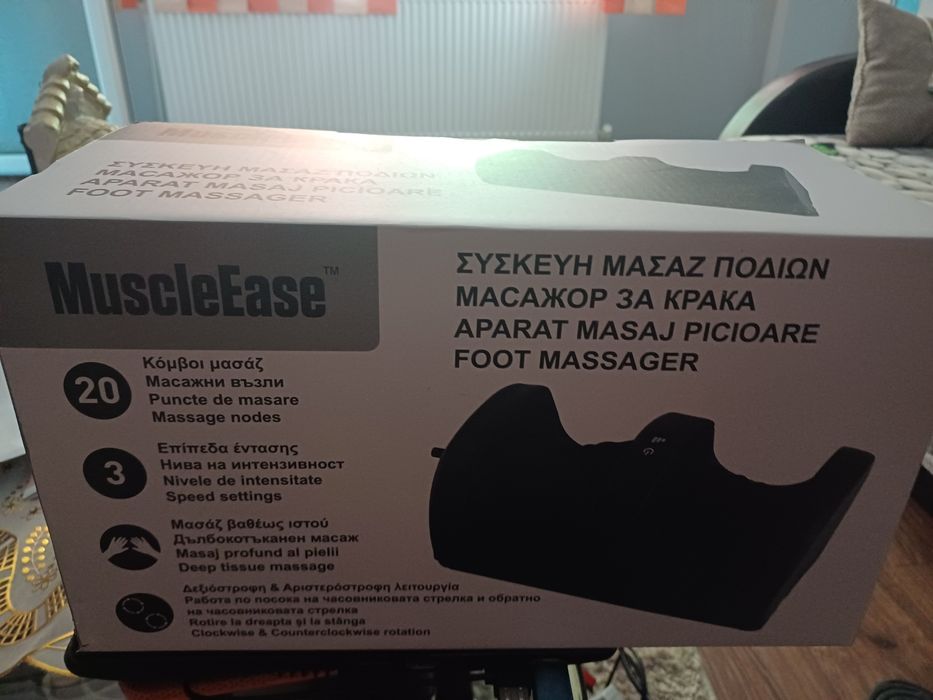 ΣΥΣΚΕΥΗ ΜΑΣΑΖ ΠΟΔΙΩΝ
МАСАЖОР ЗА КРАКА
APARAT MASAJ PICIOARE
FOOT MASSAGER
MuscleEase™
ΣΥΣΚΕΥΗ ΜΑΣΑΖ ΠΟΔΙΩΝ
МАСАЖОР ЗА КРАКА
APARAT MASAJ PICIOARE
FOOT MASSAGER
20
Κόμβοι μασάζ
Масажни възли
Puncte de masare
Massage nodes
3
Επίπεδα έντασης
Нива на интензивност
Nivele de intensitate
Speed settings
Μασάζ βαθέως ιστού
Дълбокотъканен масаж
Masaj profund al pielii
Deep tissue massage
Δεξιόστροφη & Αριστερόστροφη λειτουργία
Работа по посока на часовниковата стрелка и обратно
на часовниковата стрелка
Rotire la dreapta și la stânga
Clockwise & Counterclockwise rotation